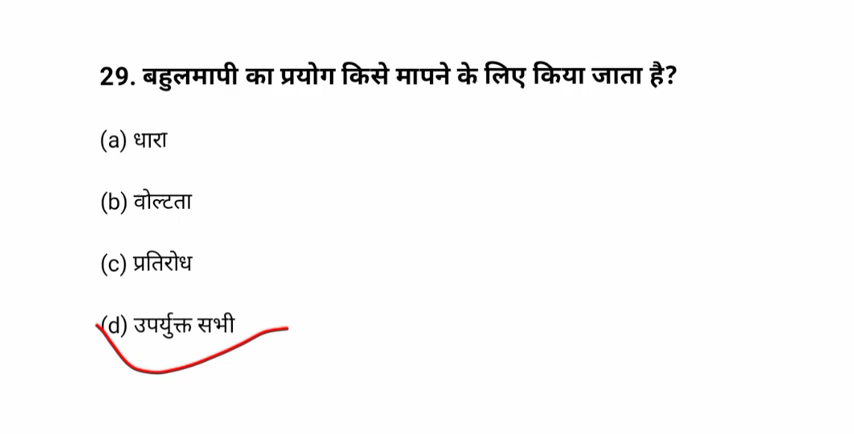 29. बहुलमापी का प्रयोग किसे मापने के लिए किया जाता है?
(a) धारा
(b) वोल्टता
(c) प्रतिरोध
(d) उपर्युक्त सभी